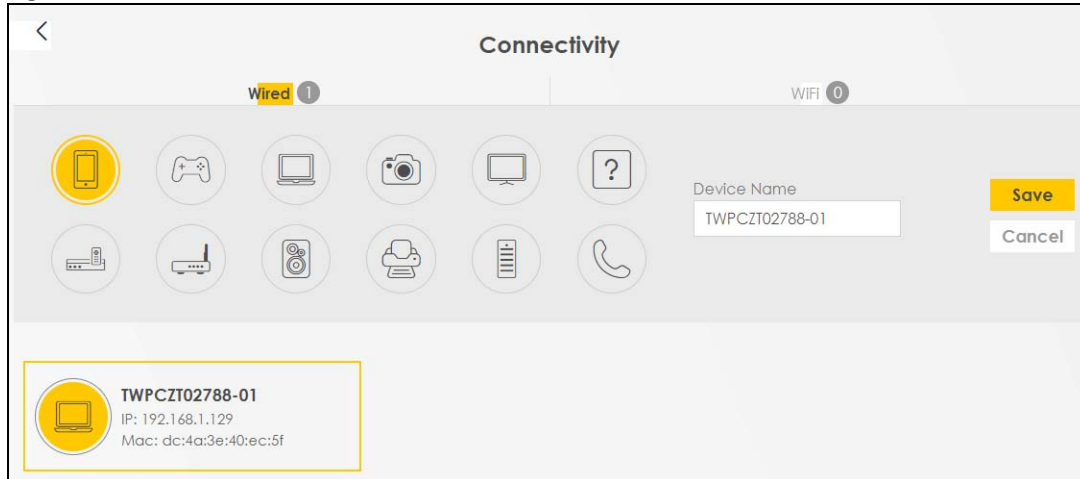 Connectivity
Wired 1
WiFi 0
?
Device Name
TWPCZT02788-01
Save
Cancel
TWPCZT02788-01
IP: 192.168.1.129
Mac: dc:4a:3e:40:ec:5f